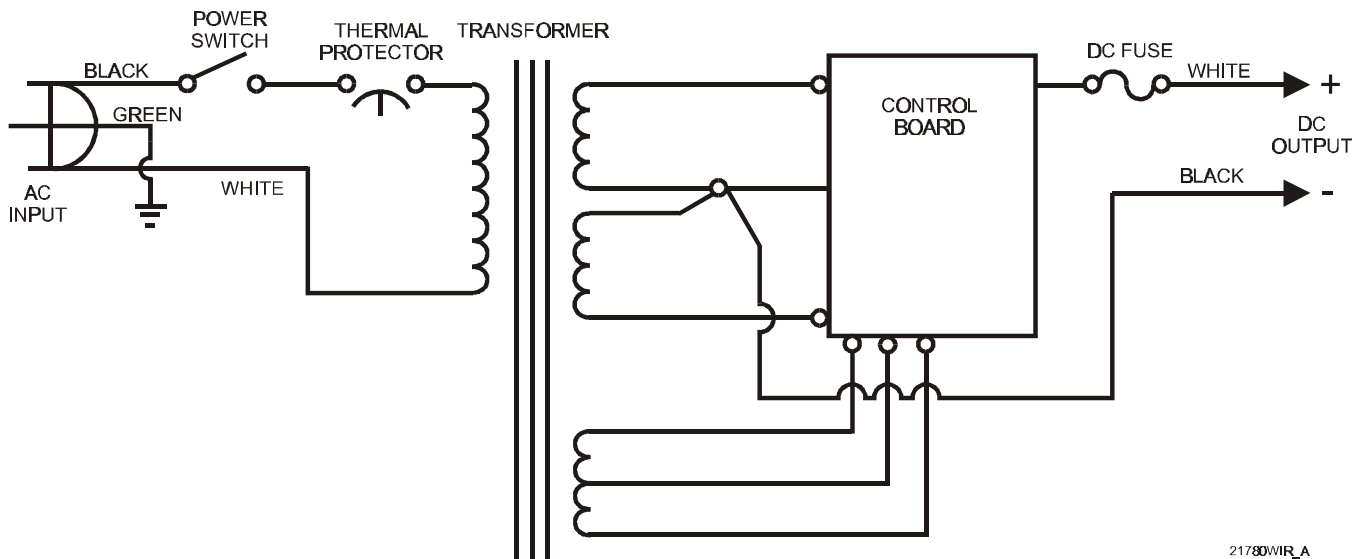 POWER
SWITCH
THERMAL
PROTECTOR
TRANSFORMER
BLACK
GREEN
WHITE
AC
INPUT
CONTROL
BOARD
DC FUSE
WHITE
+
DC
OUTPUT
BLACK
-
21780WIR_A